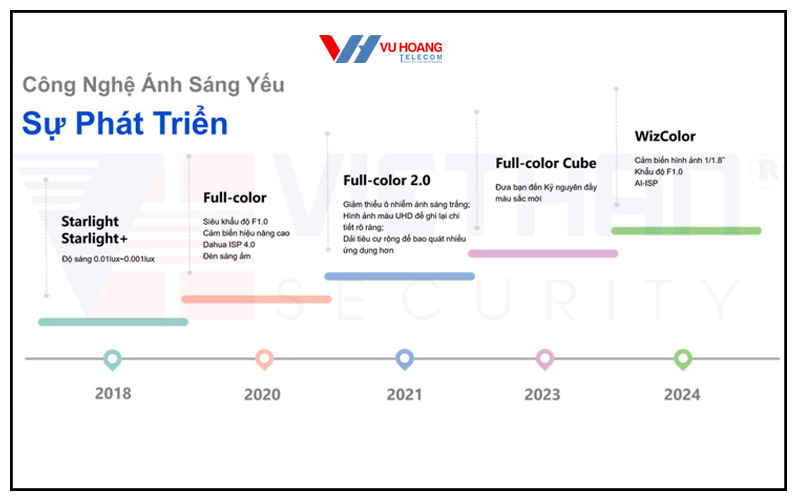 VU HOANG
TELECOM
Công Nghệ Ánh Sáng Yếu
Sự Phát Triển
Starlight
Starlight+
Độ sáng 0.01lux~0.001lux
Full-color
Siêu khẩu độ F1.0
Cảm biến hiệu năng cao
Dahua ISP 4.0
Đèn sáng ấm
Full-color 2.0
Giảm thiểu ô nhiễm ánh sáng trắng;
Hình ảnh màu UHD để ghi lại chi
tiết rõ ràng;
Dải tiêu cự rộng để bao quát nhiều
ứng dụng hơn
Full-color Cube
Đưa bạn đến Kỷ nguyên đầy
màu sắc mới
WizColor
Cảm biến hình ảnh 1/1.8"
Khẩu độ F1.0
AI-ISP
VIETHAN
®
SECURITY
2018
2020
2021
2023
2024